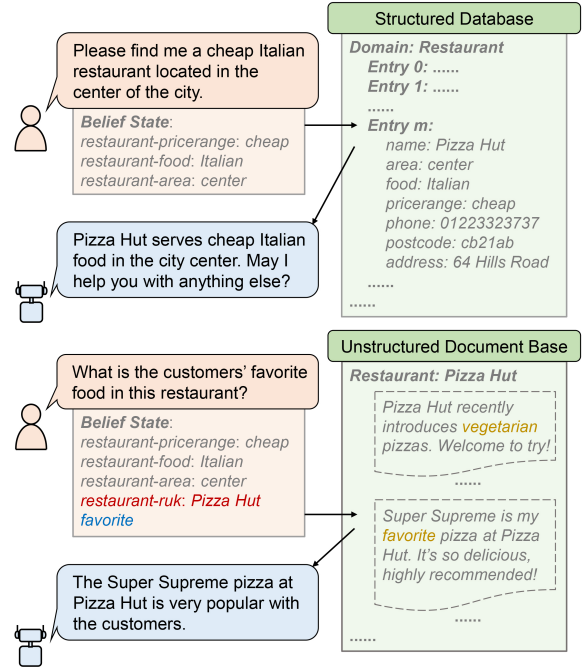 Structured Database
Please find me a cheap Italian
restaurant located in the
center of the city.
Belief State:
restaurant-pricerange: cheap
restaurant-food: Italian
restaurant-area: center
Domain: Restaurant
Entry 0: ......
Entry 1: ......
......
Entry m:
name: Pizza Hut
area: center
food: Italian
pricerange: cheap
phone: 01223323737
postcode: cb21ab
address: 64 Hills Road
......
......
Pizza Hut serves cheap Italian
food in the city center. May I
help you with anything else?
Unstructured Document Base
What is the customers’ favorite
food in this restaurant?
Belief State:
restaurant-pricerange: cheap
restaurant-food: Italian
restaurant-area: center
restaurant-ruk: Pizza Hut
favorite
Restaurant: Pizza Hut
Pizza Hut recently
introduces vegetarian
pizzas. Welcome to try!
......
Super Supreme is my
favorite pizza at Pizza
Hut. It’s so delicious,
highly recommended!
......
......
The Super Supreme pizza at
Pizza Hut is very popular with
the customers.